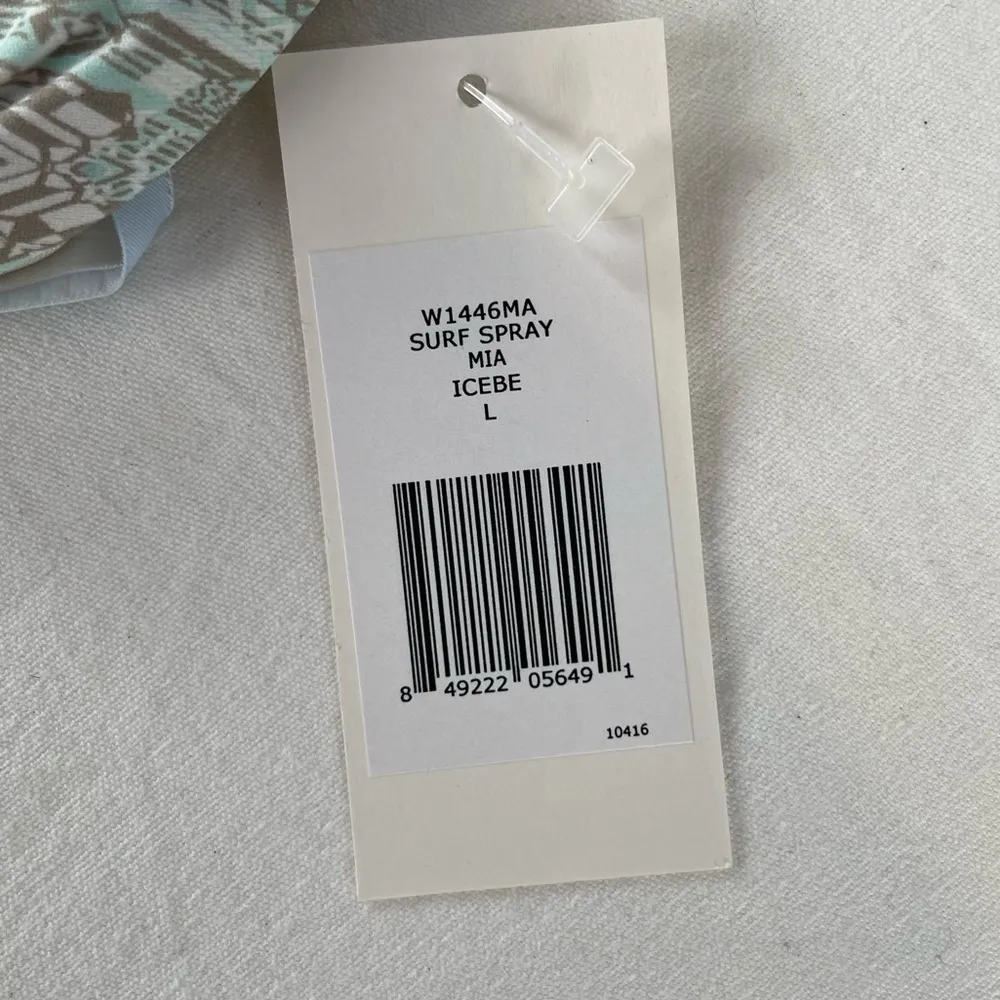 W1446MA
SURF SPRAY
MIA
ICEBE
L
8 49222 05649 1
10416